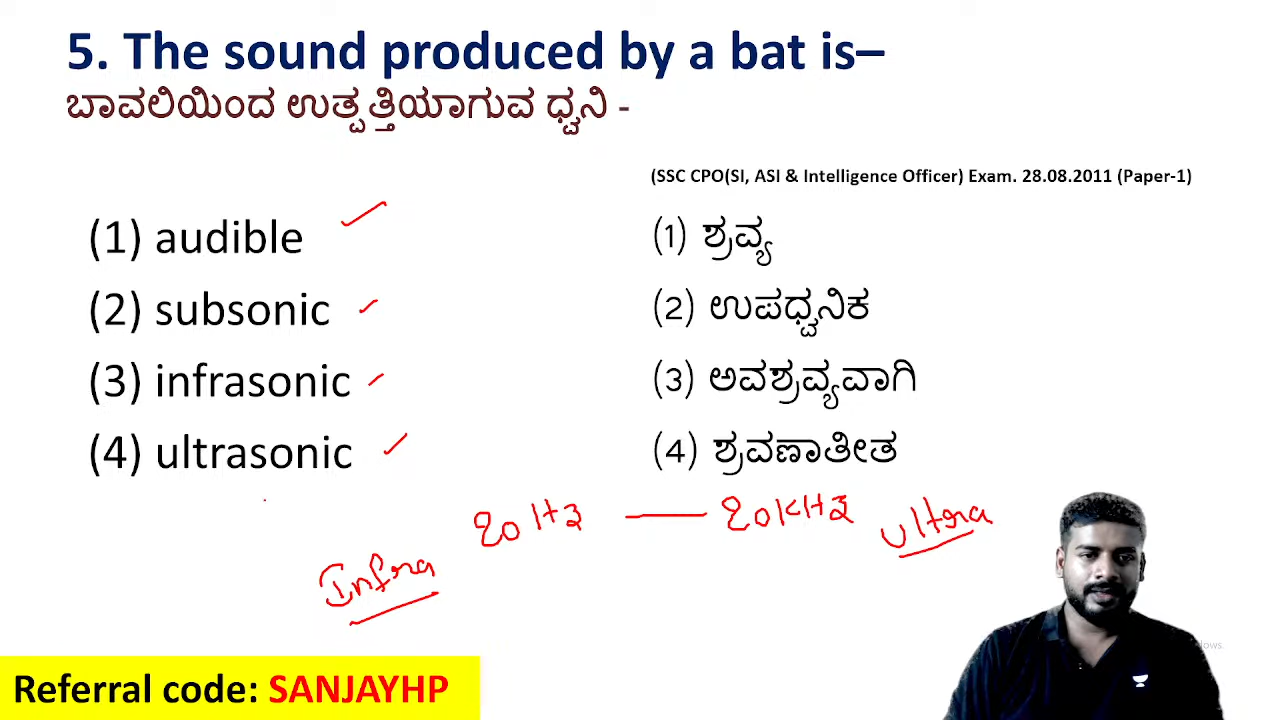 5. The sound produced by a bat is–
ಬಾವಲಿಯಿಂದ ಉತ್ಪತ್ತಿಯಾಗುವ ಧ್ವನಿ -
(SSC CPO(SI, ASI & Intelligence Officer) Exam. 28.08.2011 (Paper-1)
(1) audible
(2) subsonic
(3) infrasonic
(4) ultrasonic
(1) ಶ್ರವ್ಯ
(2) ಉಪಧ್ವನಿಕ
(3) ಅವಶ್ರವ್ಯವಾಗಿ
(4) ಶ್ರವಣಾತೀತ
Infra 20 Hz — 20KHz Ultra
Referral code: SANJAYHP